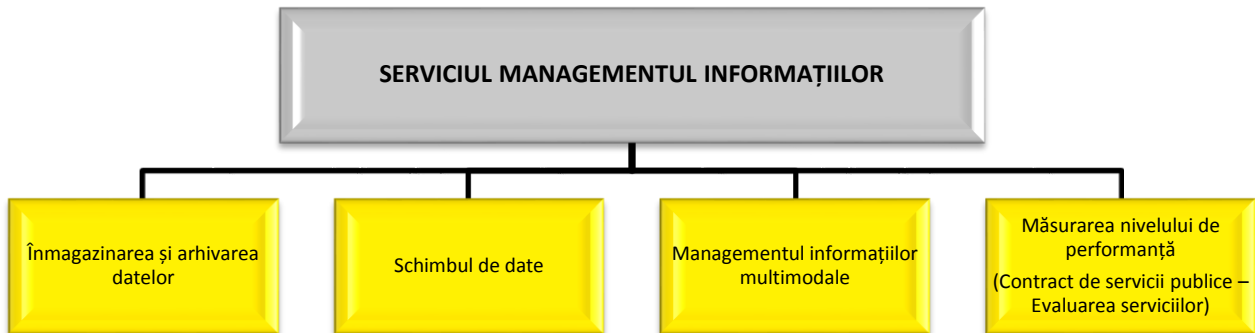 SERVICIUL MANAGEMENTUL INFORMAȚIILOR
Înmagazinarea și arhivarea
datelor
Schimbul de date
Managementul informațiilor
multimodale
Măsurarea nivelului de
performanță
(Contract de servicii publice –
Evaluarea serviciilor)